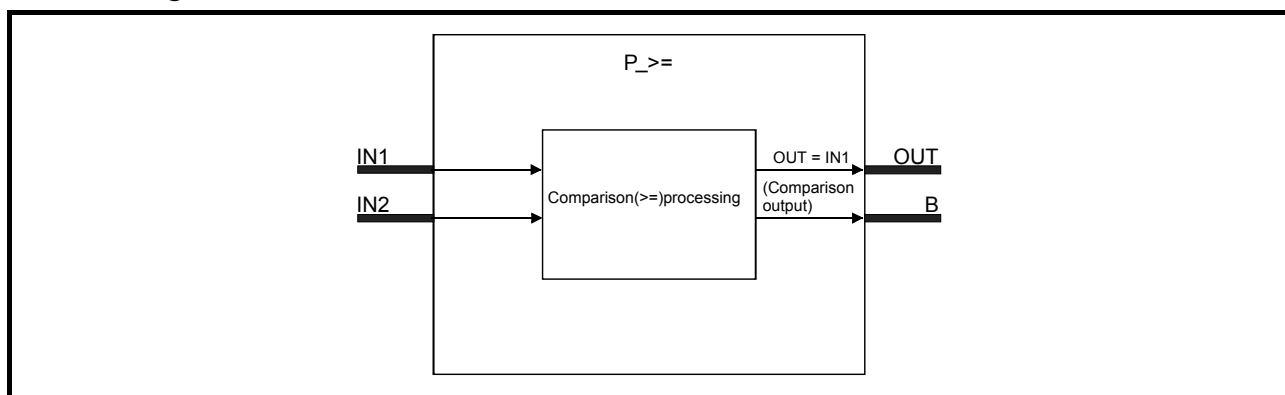 P_>=
IN1
OUT = IN1
OUT
Comparison(>=)processing
(Comparison
output)
IN2
B